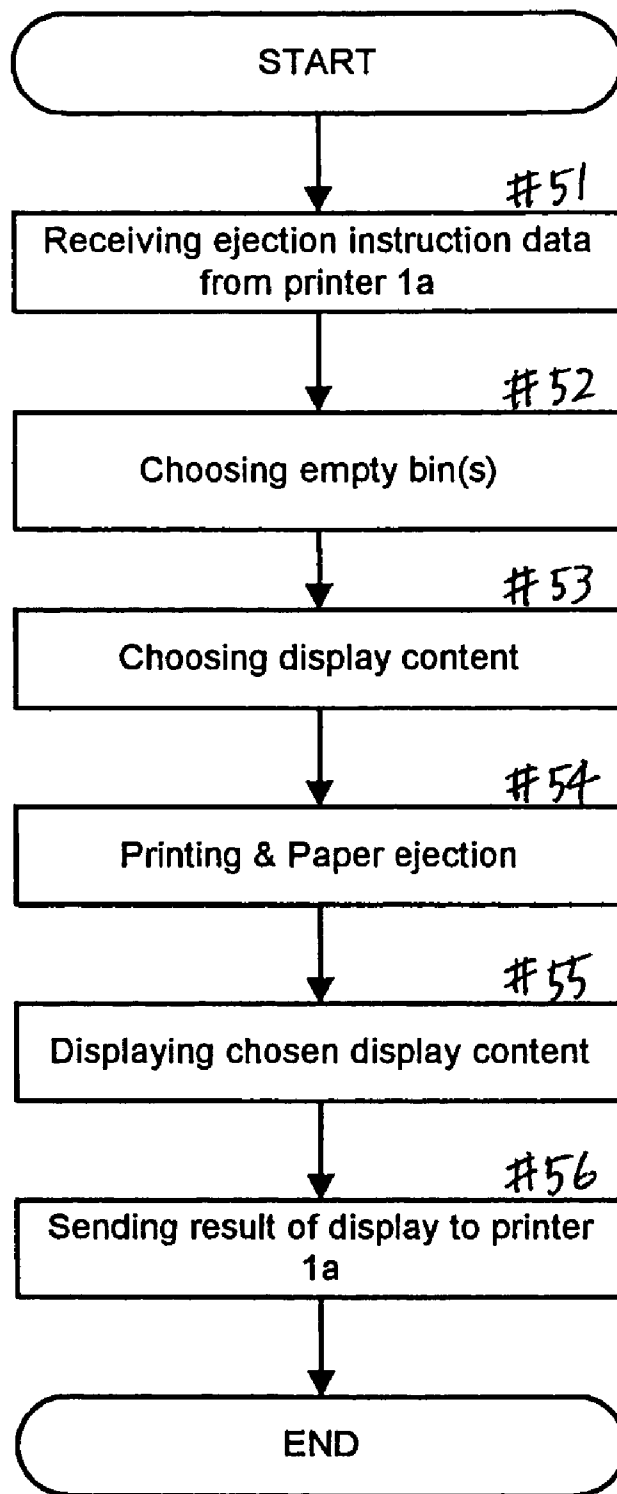 START
#51
Receiving ejection instruction data
from printer 1a
#52
Choosing empty bin(s)
#53
Choosing display content
#54
Printing & Paper ejection
#55
Displaying chosen display content
#56
Sending result of display to printer
1a
END